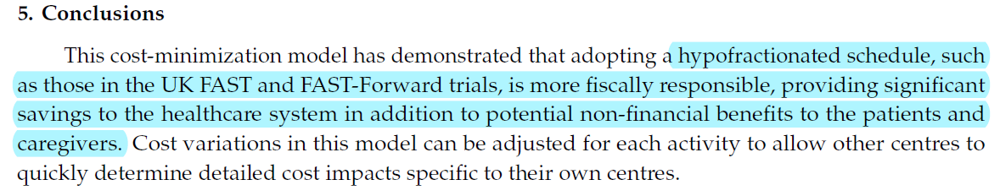 5. Conclusions
This cost-minimization model has demonstrated that adopting a hypofractionated schedule, such
as those in the UK FAST and FAST-Forward trials, is more fiscally responsible, providing significant
savings to the healthcare system in addition to potential non-financial benefits to the patients and
caregivers. Cost variations in this model can be adjusted for each activity to allow other centres to
quickly determine detailed cost impacts specific to their own centres.